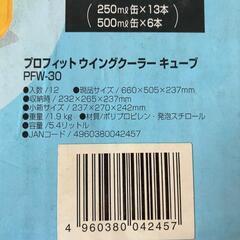 250ml缶×13本
500ml缶×6本
プロフィット ウイングクーラー キューブ
PFW-30
●入数/12 ●現品サイズ/660×505×237mm
●収納時/232×265×237mm
●小箱サイズ/237×270×242mm
●重量/1.9kg ●材質/ポリプロピレン・発泡スチロール
●容量/5.4リットル
●JANコード/4960380042457
4 960380 042457